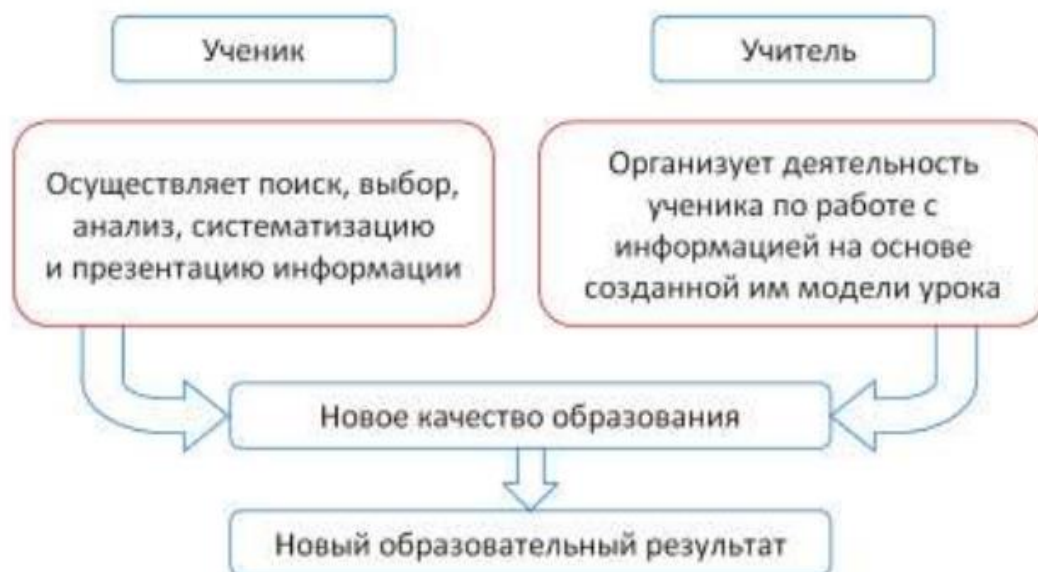 Ученик
Учитель
Осуществляет поиск, выбор,
анализ, систематизацию
и презентацию информации
Организует деятельность
ученика по работе с
информацией на основе
созданной им модели урока
Новое качество образования
Новый образовательный результат